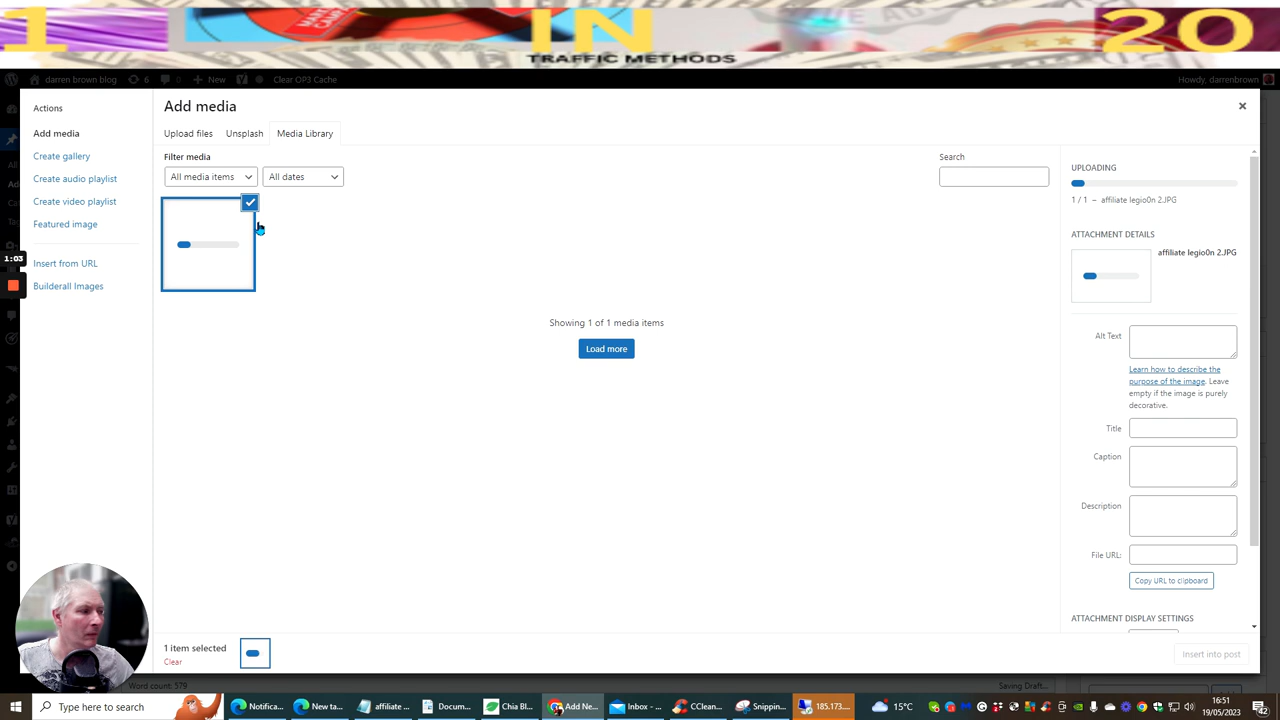 1 IN 20
TRAFFIC METHODS
darren brown blog
6
0
New
Clear OP3 Cache
Howdy, darrenbrown
Actions
Add media
Create gallery
Create audio playlist
Create video playlist
Featured image
Insert from URL
Builderall Images
1:03
Add media
Upload files
Unsplash
Media Library
Filter media
All media items
All dates
Search
Showing 1 of 1 media items
Load more
UPLOADING
1 / 1 – affiliate legio0n 2.JPG
ATTACHMENT DETAILS
affiliate legio0n 2.JPG
Alt Text
Learn how to describe the
purpose of the image. Leave
empty if the image is purely
decorative.
Title
Caption
Description
File URL:
Copy URL to clipboard
ATTACHMENT DISPLAY SETTINGS
1 item selected
Clear
Insert into post
Word count: 579
Saving Draft...
Type here to search
Notifica...
New ta...
affiliate ...
Docum...
Chia Bl...
Add Ne...
Inbox - ...
CClean...
Snippin...
185.173....
15°C
16:51
19/05/2023